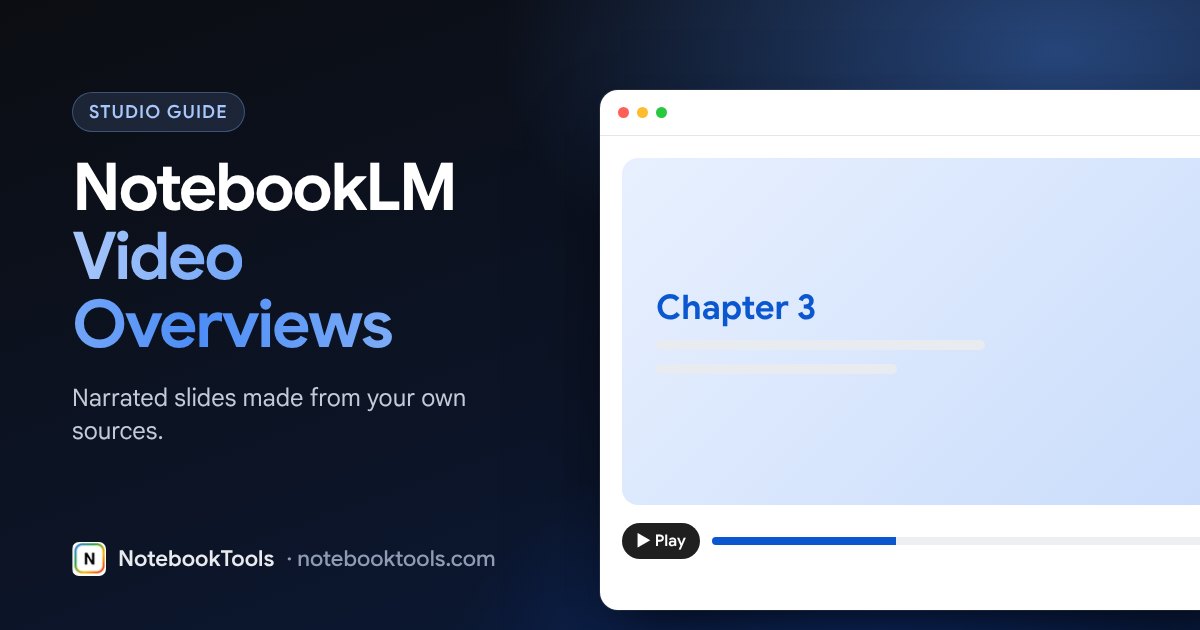 STUDIO GUIDE
NotebookLM
Video
Overviews
Narrated slides made from your own
sources.
N NotebookTools · notebooktools.com
Chapter 3
Play